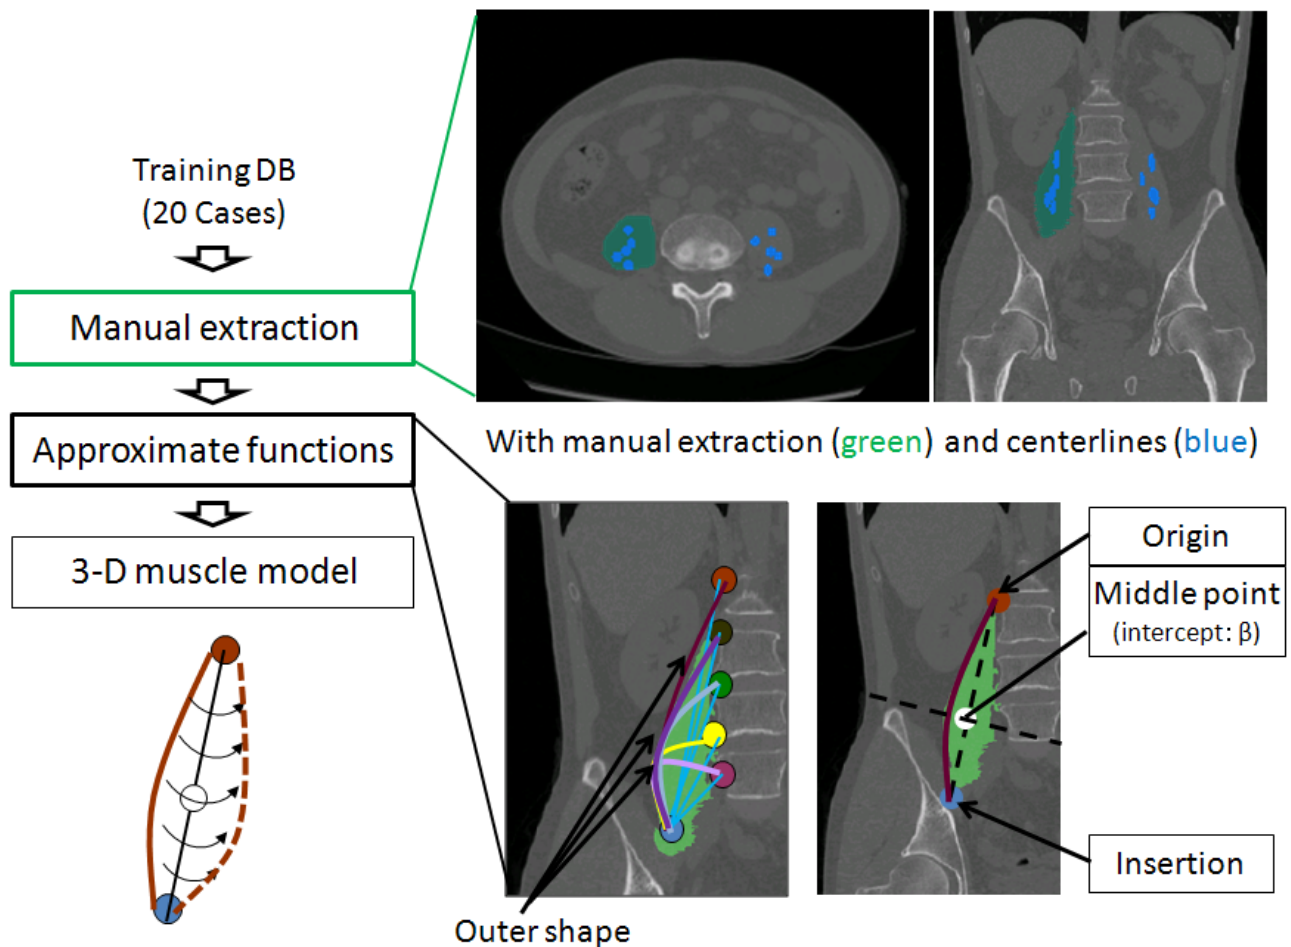 Training DB
(20 Cases)
Manual extraction
Approximate functions
3-D muscle model
With manual extraction (green) and centerlines (blue)
Origin
Middle point
(intercept: β)
Insertion
Outer shape